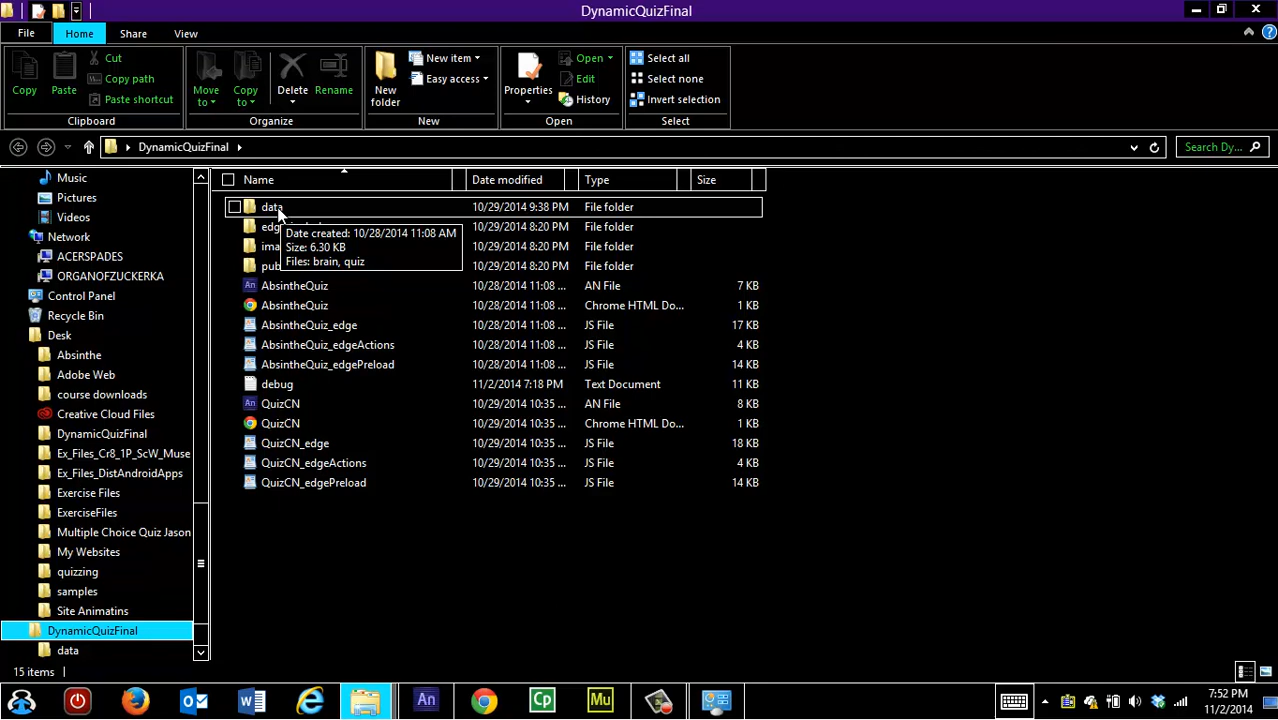 DynamicQuizFinal
File Home Share View
Copy Paste Cut Copy path Paste shortcut Clipboard
Move to Copy to Delete Rename Organize
New folder New item Easy access New
Properties Open Edit History Open
Select all Select none Invert selection Select
DynamicQuizFinal Search Dy...
Music
Pictures
Videos
Network
ACERSPADES
ORGANOFZUCKERKA
Control Panel
Recycle Bin
Desk
Absinthe
Adobe Web
course downloads
Creative Cloud Files
DynamicQuizFinal
Ex_Files_Cr8_1P_ScW_Muse
Ex_Files_DistAndroidApps
Exercise Files
ExerciseFiles
Multiple Choice Quiz Jason
My Websites
quizzing
samples
Site Animatins
DynamicQuizFinal
data
Name Date modified Type Size
data 10/29/2014 9:38 PM File folder
10/29/2014 8:20 PM File folder
10/29/2014 8:20 PM File folder
10/29/2014 8:20 PM File folder
Date created: 10/28/2014 11:08 AM
Size: 6.30 KB
Files: brain, quiz
AbsintheQuiz 10/28/2014 11:08 ... AN File 7 KB
AbsintheQuiz 10/28/2014 11:08 ... Chrome HTML Do... 1 KB
AbsintheQuiz_edge 10/28/2014 11:08 ... JS File 17 KB
AbsintheQuiz_edgeActions 10/28/2014 11:08 ... JS File 4 KB
AbsintheQuiz_edgePreload 10/28/2014 11:08 ... JS File 14 KB
debug 11/2/2014 7:18 PM Text Document 11 KB
QuizCN 10/29/2014 10:35 ... AN File 8 KB
QuizCN 10/29/2014 10:35 ... Chrome HTML Do... 1 KB
QuizCN_edge 10/29/2014 10:35 ... JS File 18 KB
QuizCN_edgeActions 10/29/2014 10:35 ... JS File 4 KB
QuizCN_edgePreload 10/29/2014 10:35 ... JS File 14 KB
15 items
An Cp Mu
7:52 PM
11/2/2014